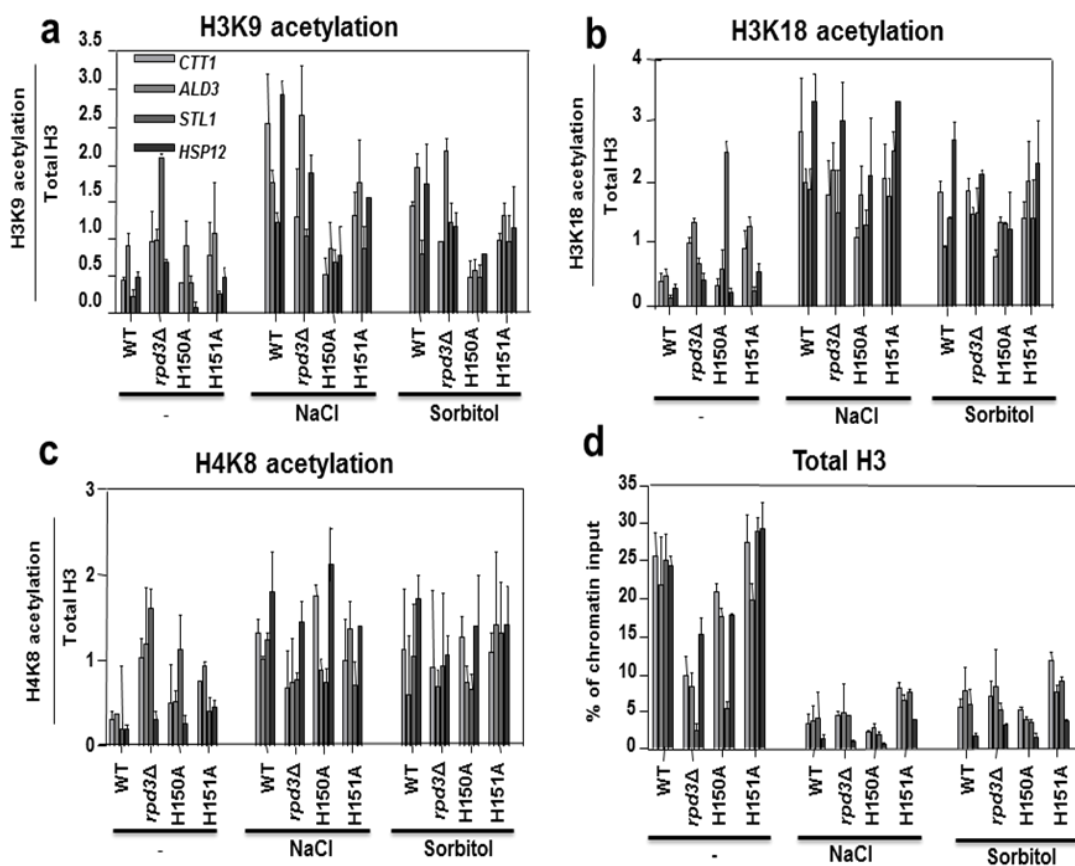 a
H3K9 acetylation
H3K9 acetylation
Total H3
3.5
3.0
2.5
2.0
1.5
1.0
0.5
0.0
CTT1
ALD3
STL1
HSP12
WT
rpd3Δ
H150A
H151A
WT
rpd3Δ
H150A
H151A
WT
rpd3Δ
H150A
H151A
-
NaCl
Sorbitol
b
H3K18 acetylation
H3K18 acetylation
Total H3
4
3
2
1
0
WT
rpd3Δ
H150A
H151A
WT
rpd3Δ
H150A
H151A
WT
rpd3Δ
H150A
H151A
-
NaCl
Sorbitol
c
H4K8 acetylation
H4K8 acetylation
Total H3
3
2
1
0
WT
rpd3Δ
H150A
H151A
WT
rpd3Δ
H150A
H151A
WT
rpd3Δ
H150A
H151A
-
NaCl
Sorbitol
d
Total H3
% of chromatin input
35
30
25
20
15
10
5
0
WT
rpd3Δ
H150A
H151A
WT
rpd3Δ
H150A
H151A
WT
rpd3Δ
H150A
H151A
-
NaCl
Sorbitol